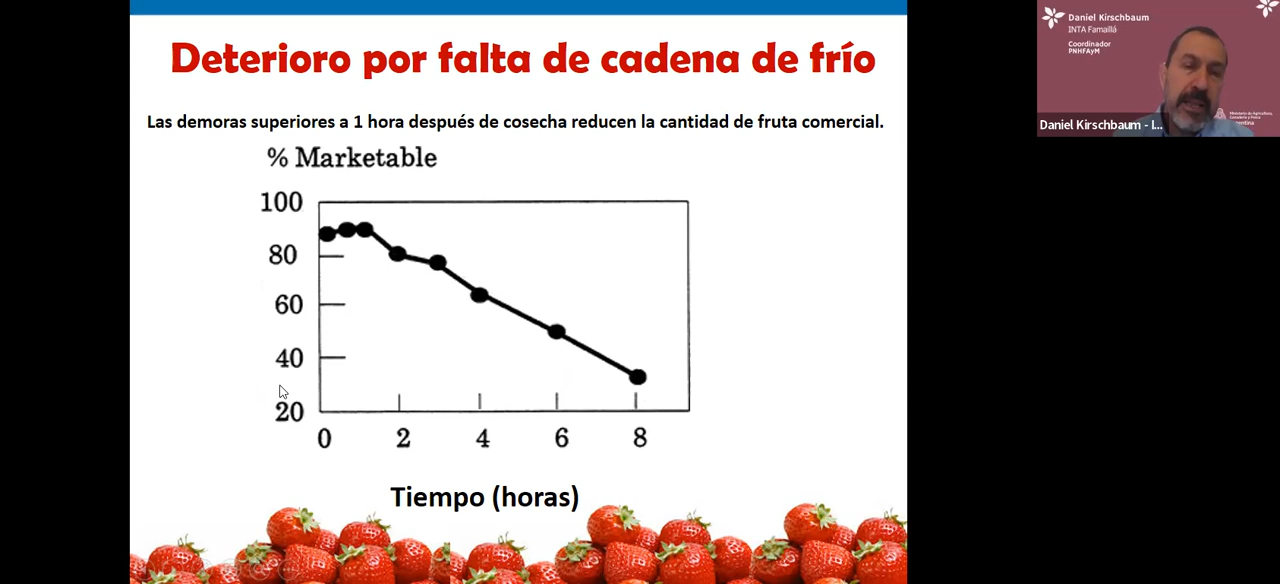 Deterioro por falta de cadena de frío
Las demoras superiores a 1 hora después de cosecha reducen la cantidad de fruta comercial.
% Marketable
100
80
60
40
20
0 2 4 6 8
Tiempo (horas)
Daniel Kirschbaum
INTA Famaillá
Coordinador
PNHFAyM
Daniel Kirschbaum - I...